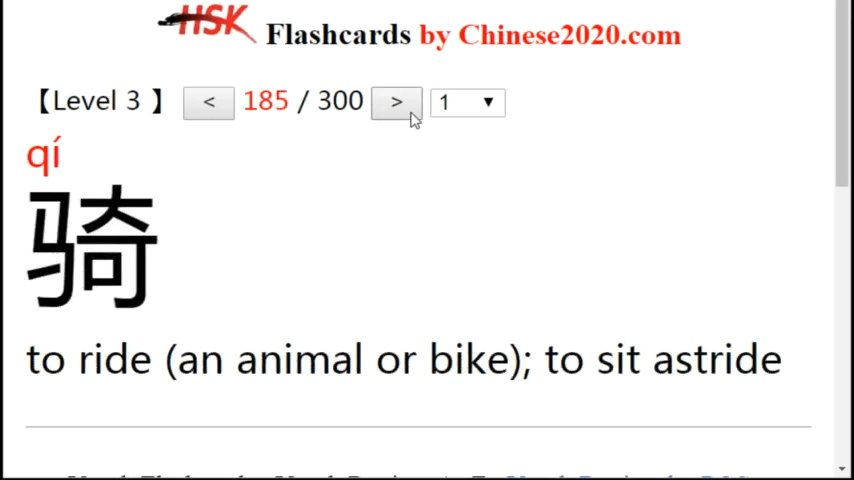 HSK Flashcards by Chinese2020.com
【Level 3 】 < 185 / 300 > 1 ▼
qí
骑
to ride (an animal or bike); to sit astride